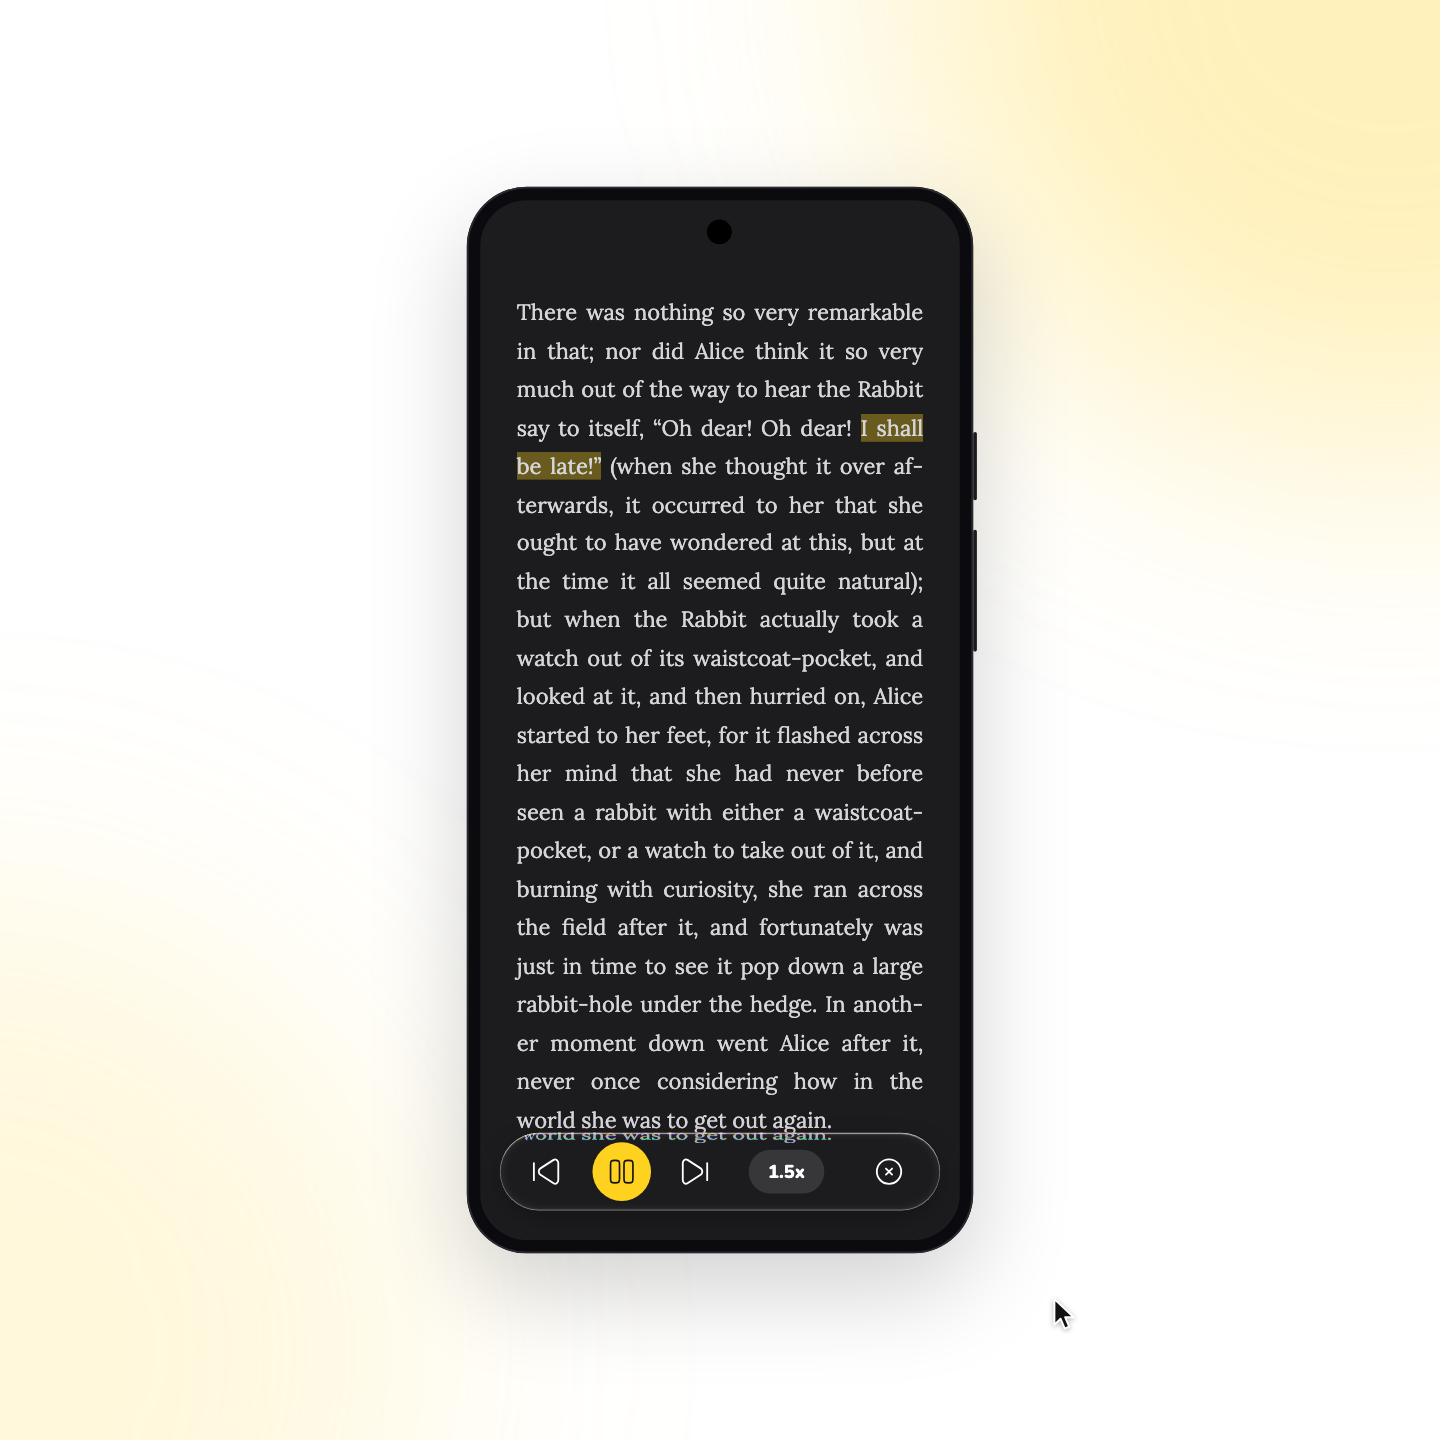 There was nothing so very remarkable
in that; nor did Alice think it so very
much out of the way to hear the Rabbit
say to itself, “Oh dear! Oh dear! I shall
be late!” (when she thought it over af-
terwards, it occurred to her that she
ought to have wondered at this, but at
the time it all seemed quite natural);
but when the Rabbit actually took a
watch out of its waistcoat-pocket, and
looked at it, and then hurried on, Alice
started to her feet, for it flashed across
her mind that she had never before
seen a rabbit with either a waistcoat-
pocket, or a watch to take out of it, and
burning with curiosity, she ran across
the field after it, and fortunately was
just in time to see it pop down a large
rabbit-hole under the hedge. In anoth-
er moment down went Alice after it,
never once considering how in the
world she was to get out again.
world she was to get out again.
1.5x